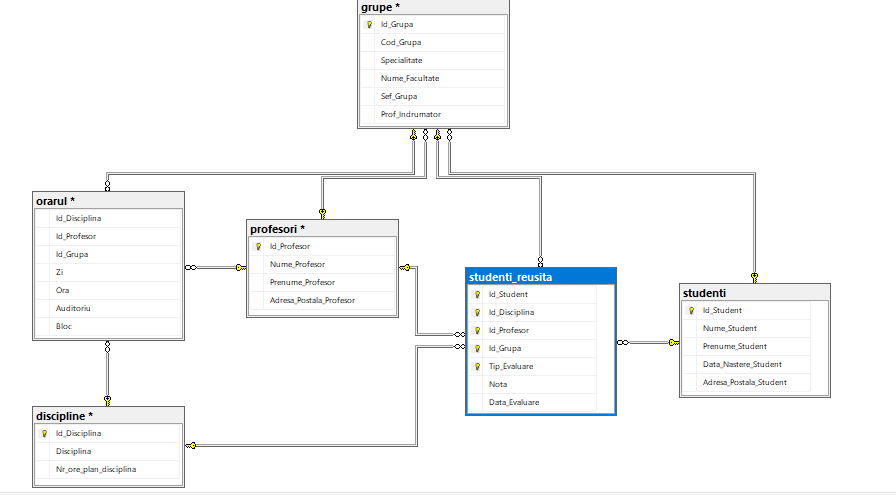 grupe *
Id_Grupa
Cod_Grupa
Specialitate
Nume_Facultate
Sef_Grupa
Prof_Indrumator
orarul *
Id_Disciplina
Id_Profesor
Id_Grupa
Zi
Ora
Auditoriu
Bloc
profesori *
Id_Profesor
Nume_Profesor
Prenume_Profesor
Adresa_Postala_Profesor
studenti_reusita
Id_Student
Id_Disciplina
Id_Profesor
Id_Grupa
Tip_Evaluare
Nota
Data_Evaluare
studenti
Id_Student
Nume_Student
Prenume_Student
Data_Nastere_Student
Adresa_Postala_Student
discipline *
Id_Disciplina
Disciplina
Nr_ore_plan_disciplina